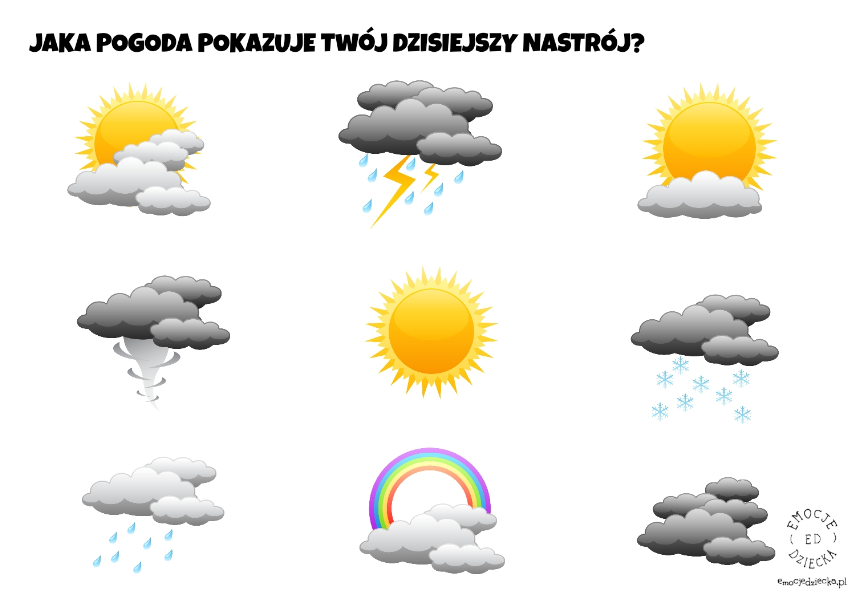 JAKA POGODA POKAZUJE TWÓJ DZISIEJSZY NASTRÓJ?
EMOCJE
( ED )
DZIECKA
emocjedziecka.pl